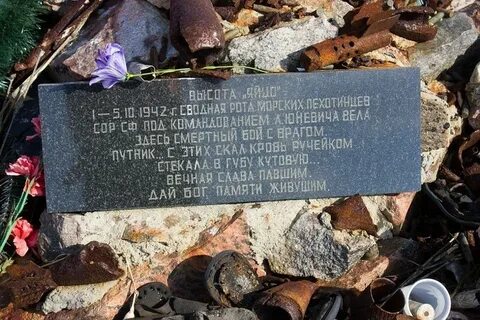 ВЫСОТА „ЯЙЦО"
1–5.10.1942 г. СВОДНАЯ РОТА МОРСКИХ ПЕХОТИНЦЕВ
СОР СФ ПОД КОМАНДОВАНИЕМ Л.ЮНЕВИЧА ВЕЛА
ЗДЕСЬ СМЕРТНЫЙ БОЙ С ВРАГОМ.
ПУТНИК... С ЭТИХ СКАЛ КРОВЬ РУЧЕЙКОМ
СТЕКАЛА В ГУБУ КУТОВУЮ...
ВЕЧНАЯ СЛАВА ПАВШИМ.
ДАЙ БОГ ПАМЯТИ ЖИВУЩИМ.